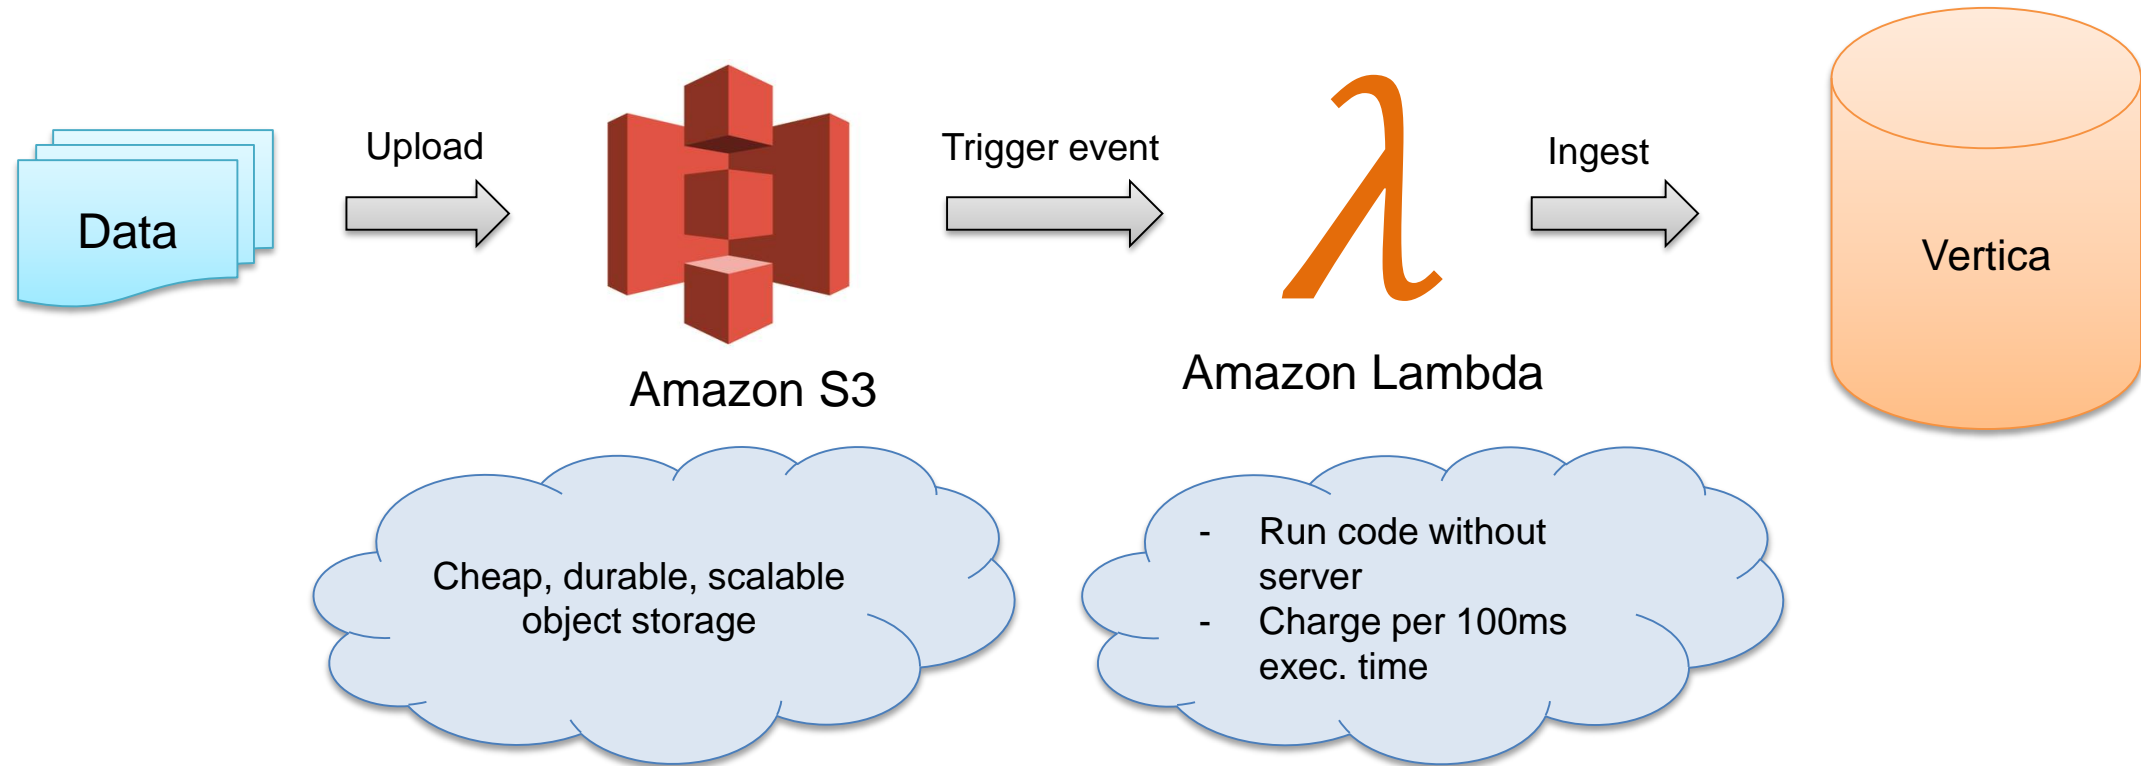 Data
Upload
Amazon S3
Trigger event
λ
Amazon Lambda
Ingest
Vertica
Cheap, durable, scalable
object storage
- Run code without
server
- Charge per 100ms
exec. time